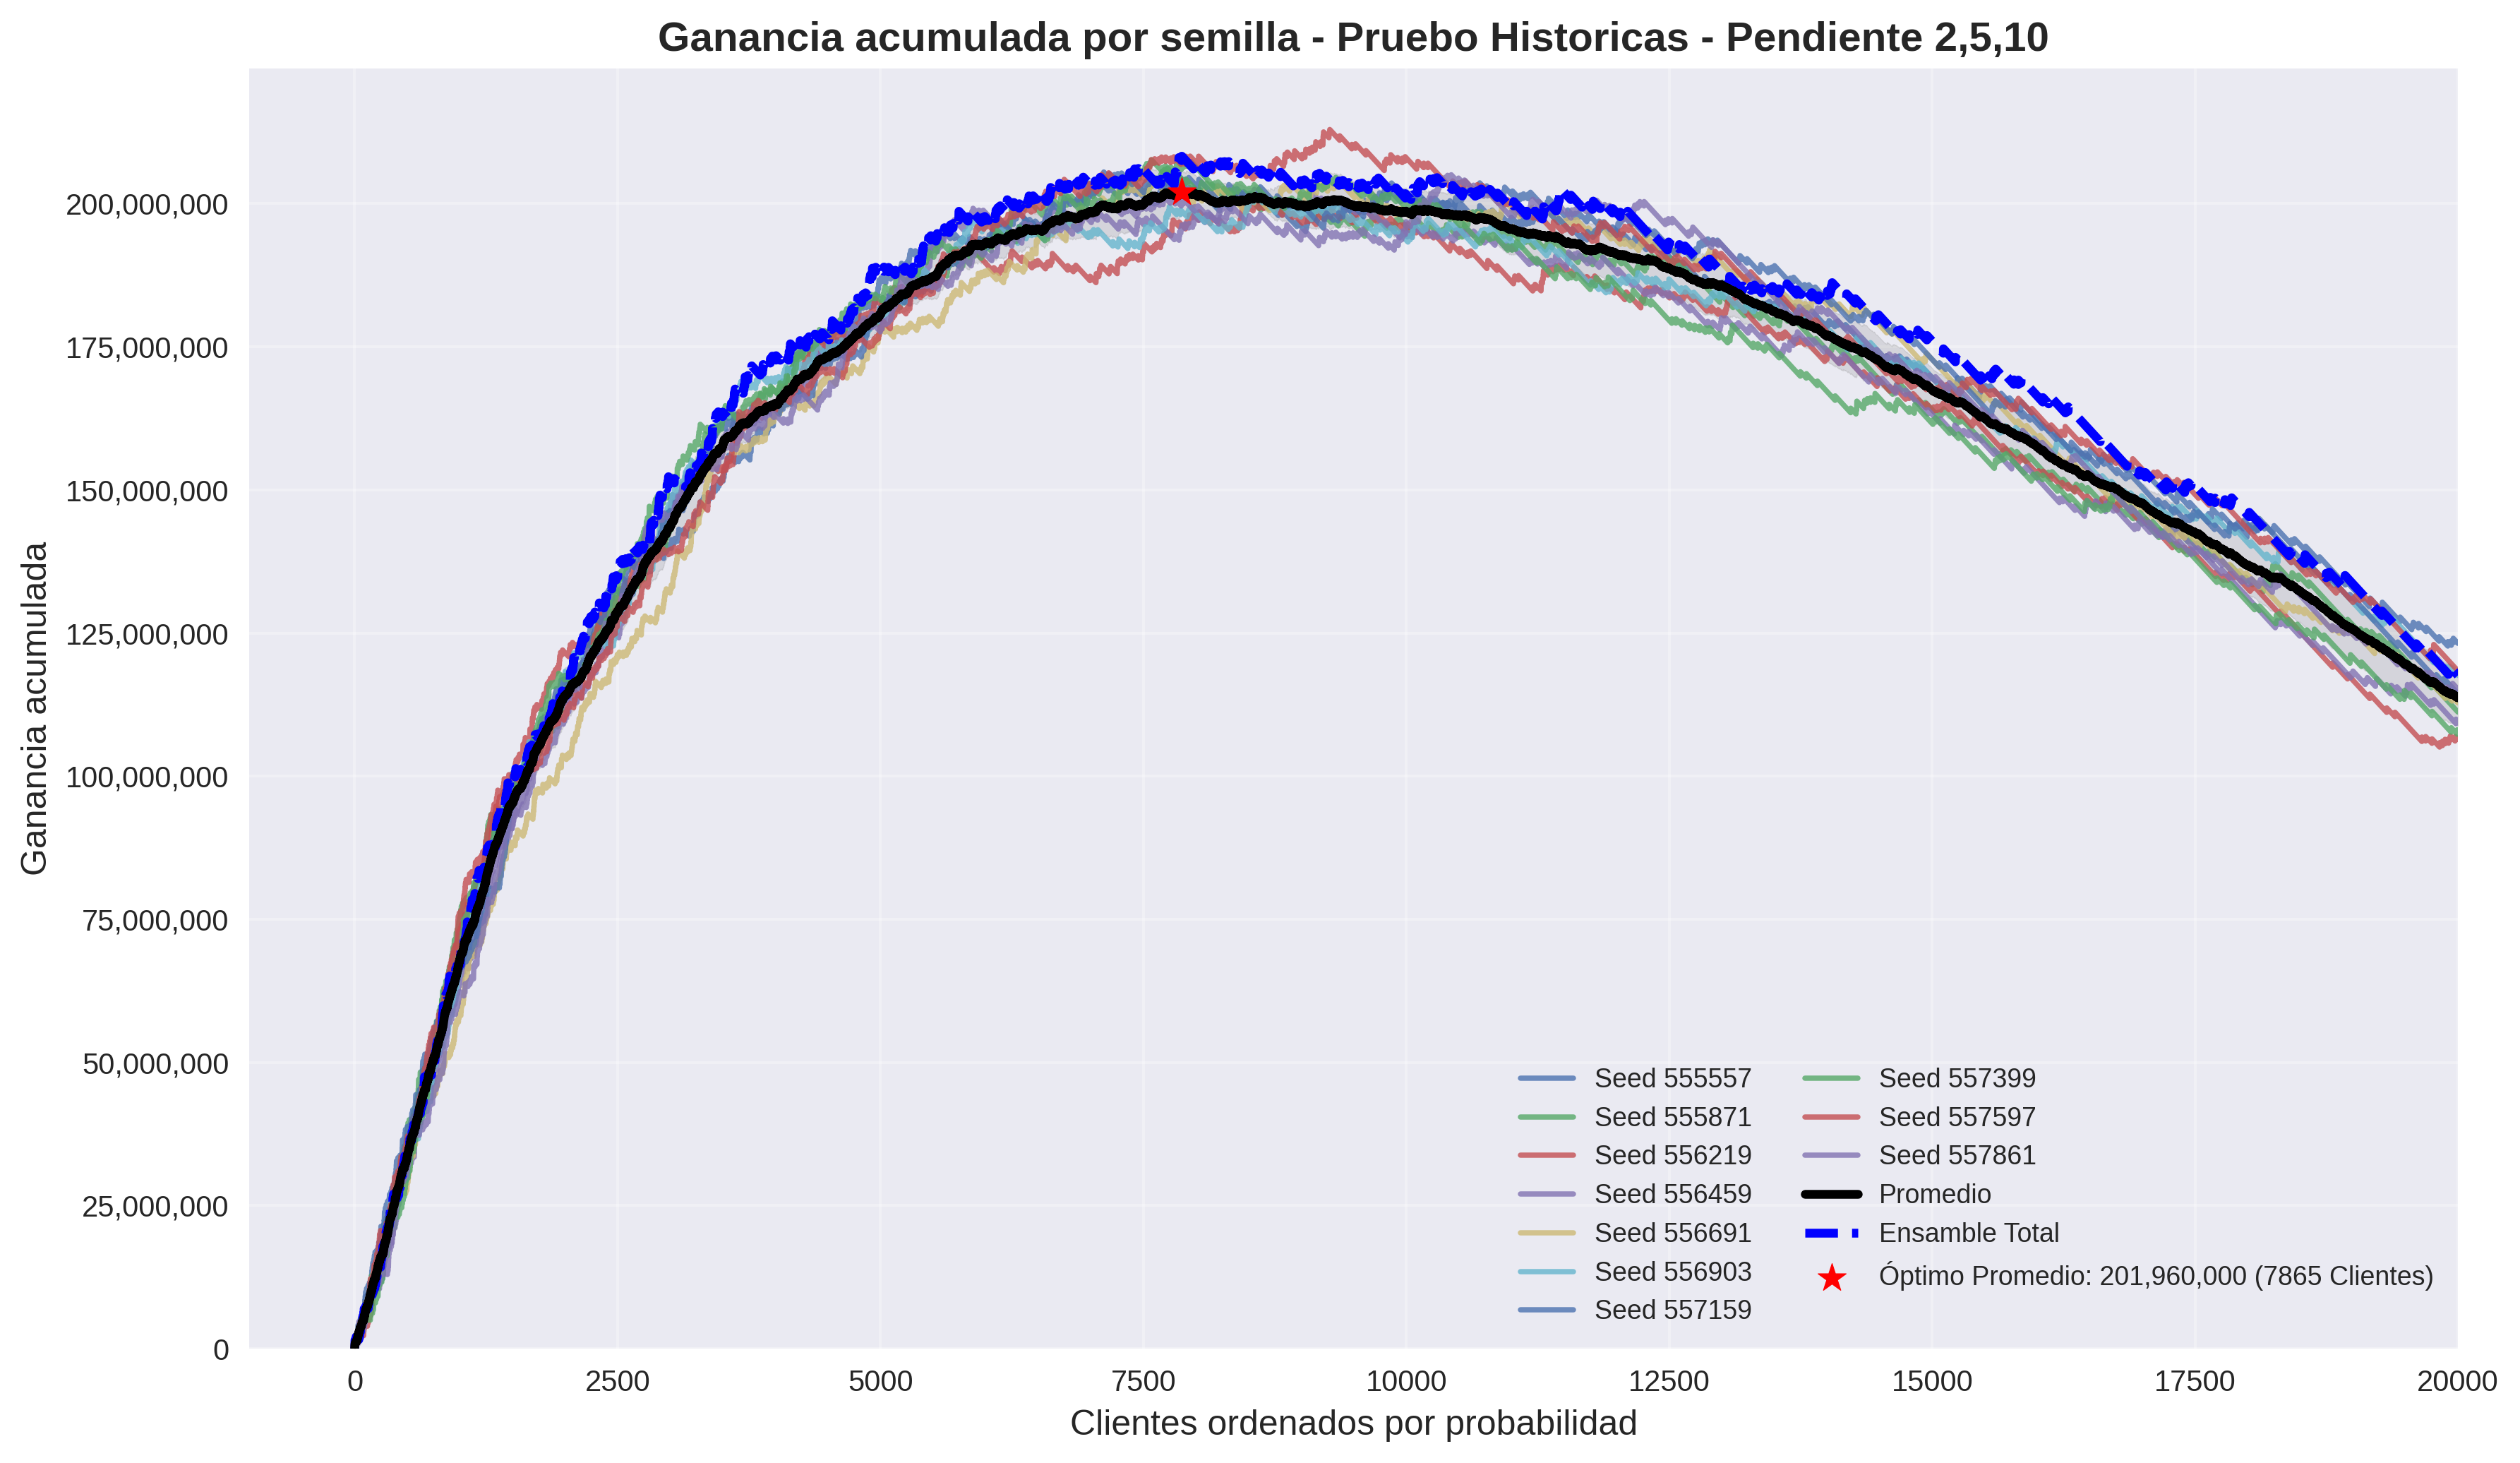 Ganancia acumulada por semilla - Pruebo Historicas - Pendiente 2,5,10
Ganancia acumulada
200,000,000
175,000,000
150,000,000
125,000,000
100,000,000
75,000,000
50,000,000
25,000,000
0
0 2500 5000 7500 10000 12500 15000 17500 20000
Clientes ordenados por probabilidad
Seed 555557
Seed 555871
Seed 556219
Seed 556459
Seed 556691
Seed 556903
Seed 557159
Seed 557399
Seed 557597
Seed 557861
Promedio
Ensamble Total
Óptimo Promedio: 201,960,000 (7865 Clientes)